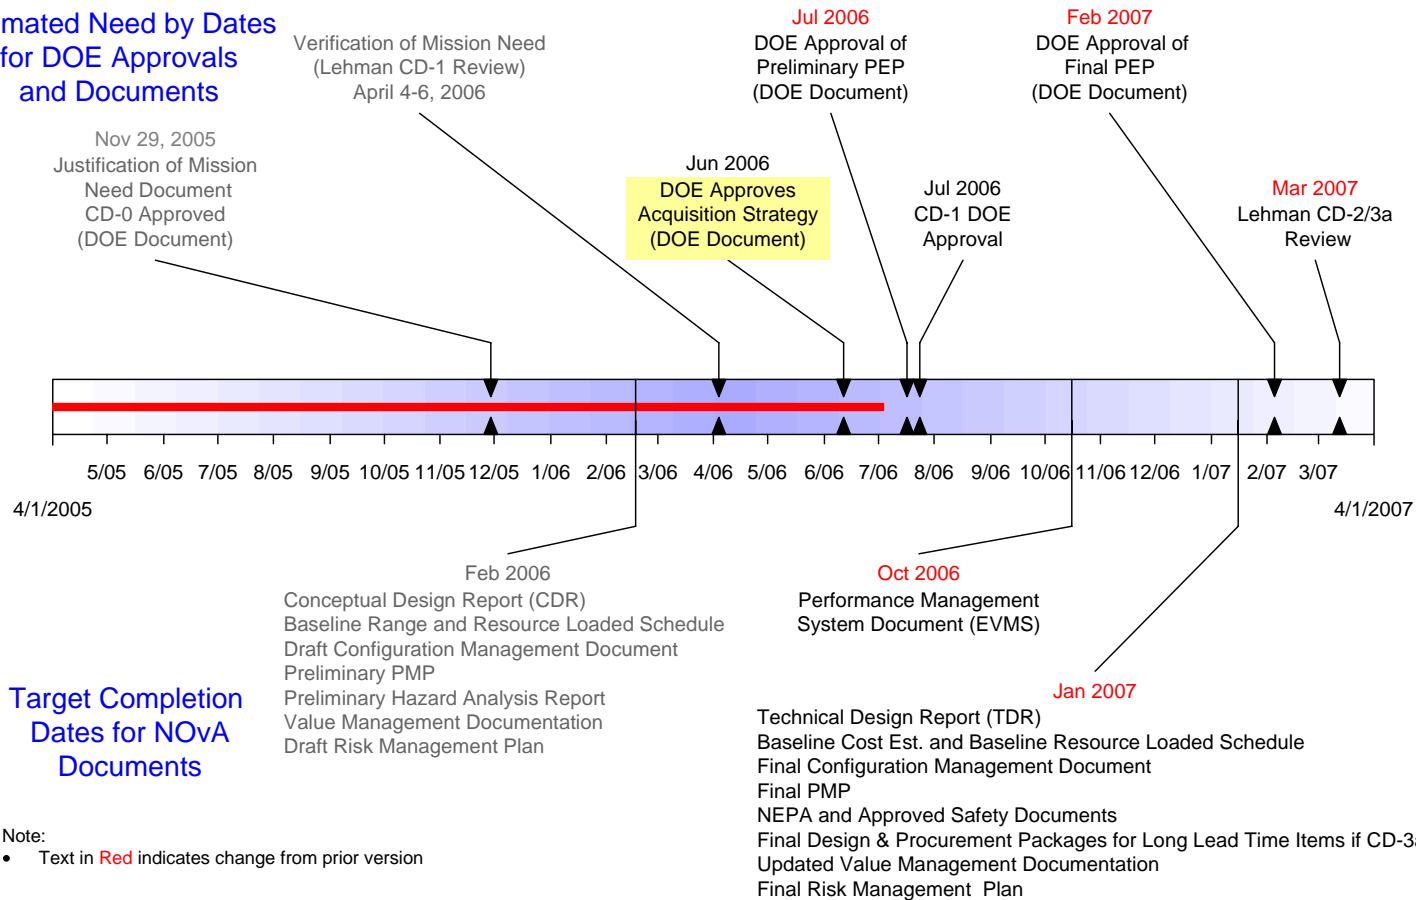 mated Need by Dates
for DOE Approvals
and Documents
Nov 29, 2005
Justification of Mission
Need Document
CD-0 Approved
(DOE Document)
Verification of Mission Need
(Lehman CD-1 Review)
April 4-6, 2006
Jun 2006
DOE Approves
Acquisition Strategy
(DOE Document)
Jul 2006
DOE Approval of
Preliminary PEP
(DOE Document)
Jul 2006
CD-1 DOE
Approval
Feb 2007
DOE Approval of
Final PEP
(DOE Document)
Mar 2007
Lehman CD-2/3a
Review
5/05 6/05 7/05 8/05 9/05 10/05 11/05 12/05 1/06 2/06 3/06 4/06 5/06 6/06 7/06 8/06 9/06 10/06 11/06 12/06 1/07 2/07 3/07
4/1/2005 4/1/2007
Feb 2006
Conceptual Design Report (CDR)
Baseline Range and Resource Loaded Schedule
Draft Configuration Management Document
Preliminary PMP
Preliminary Hazard Analysis Report
Value Management Documentation
Draft Risk Management Plan
Oct 2006
Performance Management
System Document (EVMS)
Jan 2007
Technical Design Report (TDR)
Baseline Cost Est. and Baseline Resource Loaded Schedule
Final Configuration Management Document
Final PMP
NEPA and Approved Safety Documents
Final Design & Procurement Packages for Long Lead Time Items if CD-3a
Updated Value Management Documentation
Final Risk Management Plan
Target Completion
Dates for NOvA
Documents
Note:
• Text in Red indicates change from prior version